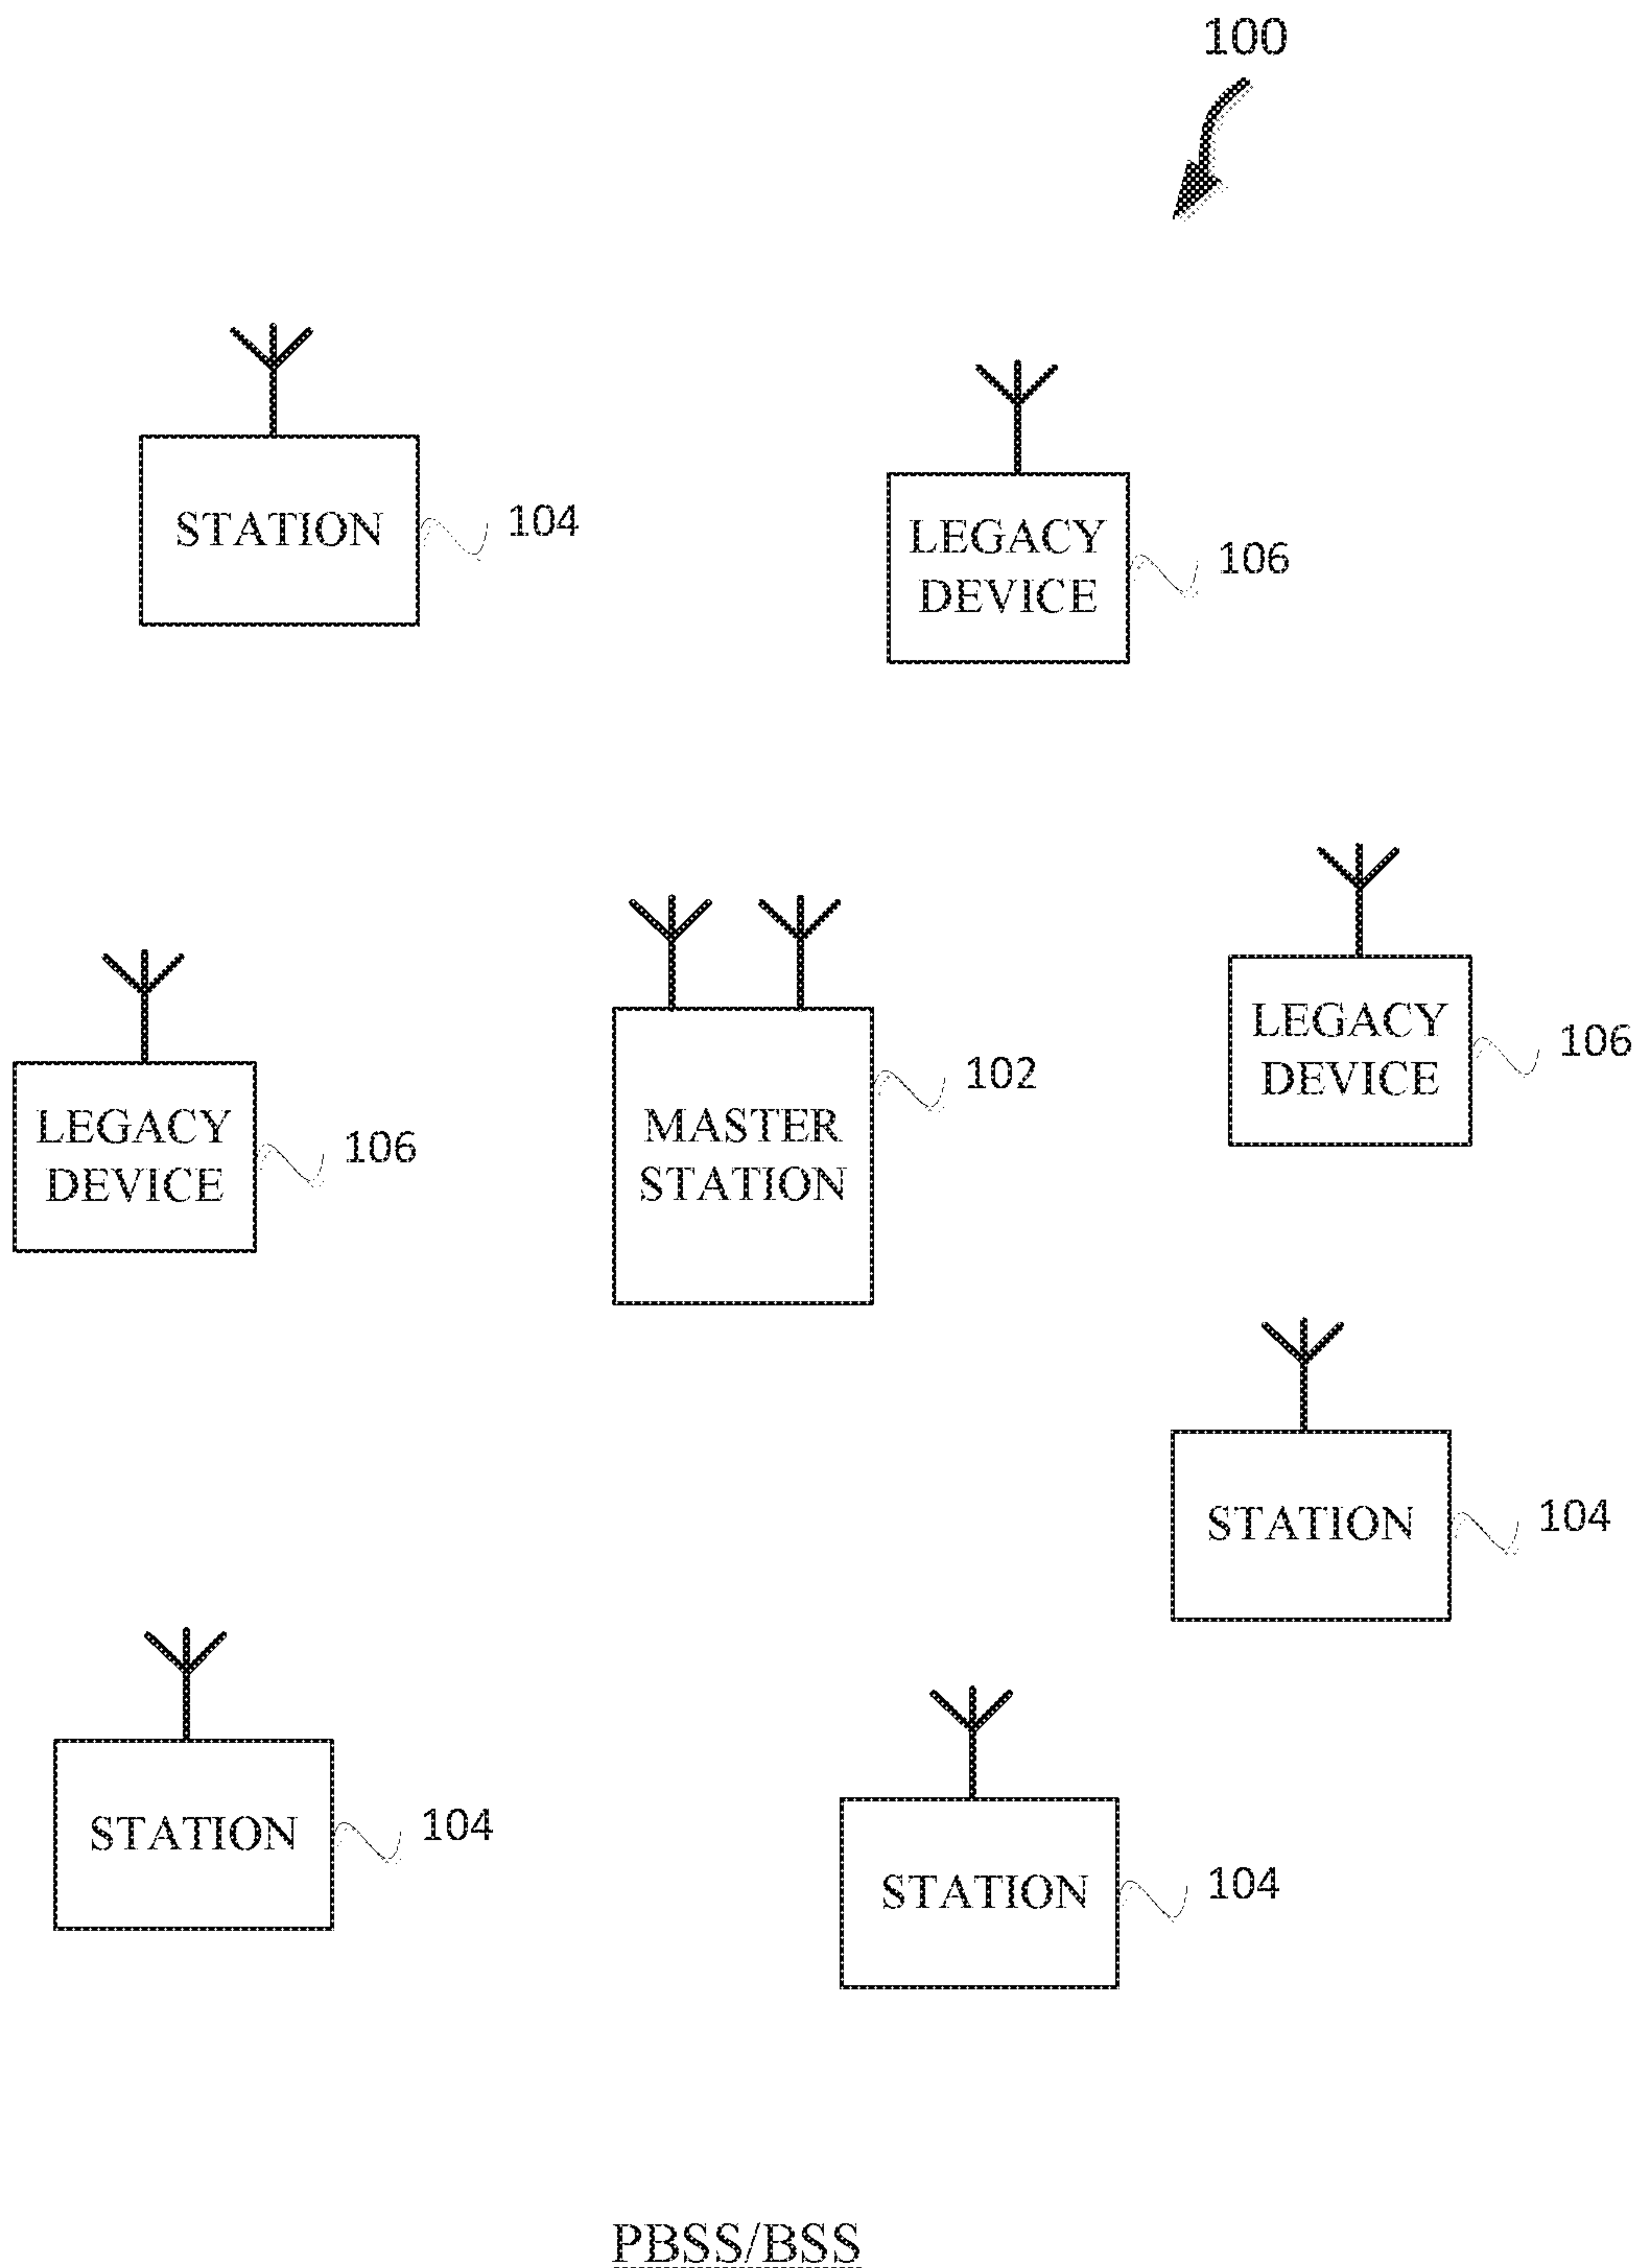 100
STATION
104
LEGACY
DEVICE
106
LEGACY
DEVICE
106
MASTER
STATION
102
LEGACY
DEVICE
106
STATION
104
STATION
104
STATION
104
PBSS/BSS